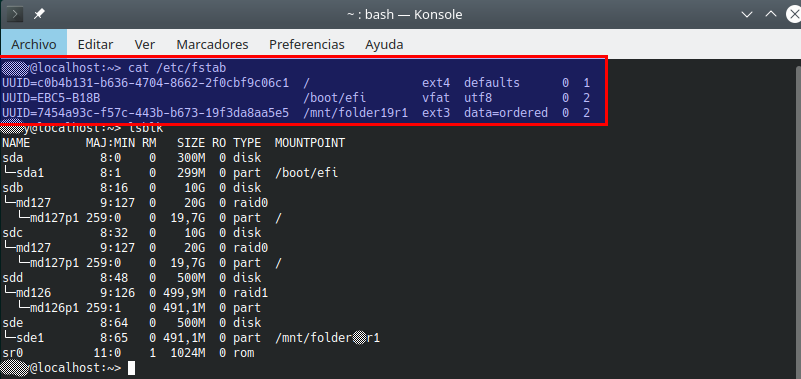 ~ : bash — Konsole
Archivo Editar Ver Marcadores Preferencias Ayuda
y@localhost:~> cat /etc/fstab
UUID=c0b4b131-b636-4704-8662-2f0cbf9c06c1 / ext4 defaults 0 1
UUID=EBC5-B18B /boot/efi vfat utf8 0 2
UUID=7454a93c-f57c-443b-b673-19f3da8aa5e5 /mnt/folder19r1 ext3 data=ordered 0 2
y@localhost:~> lsblk
NAME MAJ:MIN RM SIZE RO TYPE MOUNTPOINT
sda 8:0 0 300M 0 disk
└─sda1 8:1 0 299M 0 part /boot/efi
sdb 8:16 0 10G 0 disk
└─md127 9:127 0 20G 0 raid0
└─md127p1 259:0 0 19,7G 0 part /
sdc 8:32 0 10G 0 disk
└─md127 9:127 0 20G 0 raid0
└─md127p1 259:0 0 19,7G 0 part /
sdd 8:48 0 500M 0 disk
└─md126 9:126 0 499,9M 0 raid1
└─md126p1 259:1 0 491,1M 0 part
sde 8:64 0 500M 0 disk
└─sde1 8:65 0 491,1M 0 part /mnt/folder r1
sr0 11:0 1 1024M 0 rom
y@localhost:~>